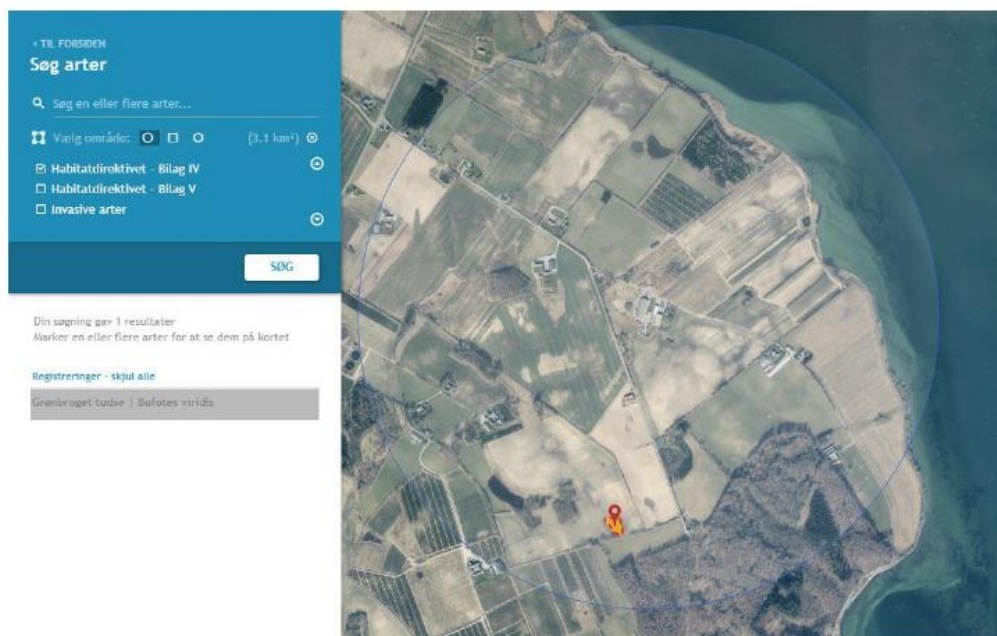 < TIL FORSIDEN
Søg arter
Søg en eller flere arter...
Vælg område:
(3.1 km²)
Habitatdirektivet - Bilag IV
Habitatdirektivet - Bilag V
Invasive arter
SØG
Din søgning gav 1 resultater
Marker en eller flere arter for at se dem på kortet
Registreringer - skjul alle
Grønbroget tudse | Bufotes viridis